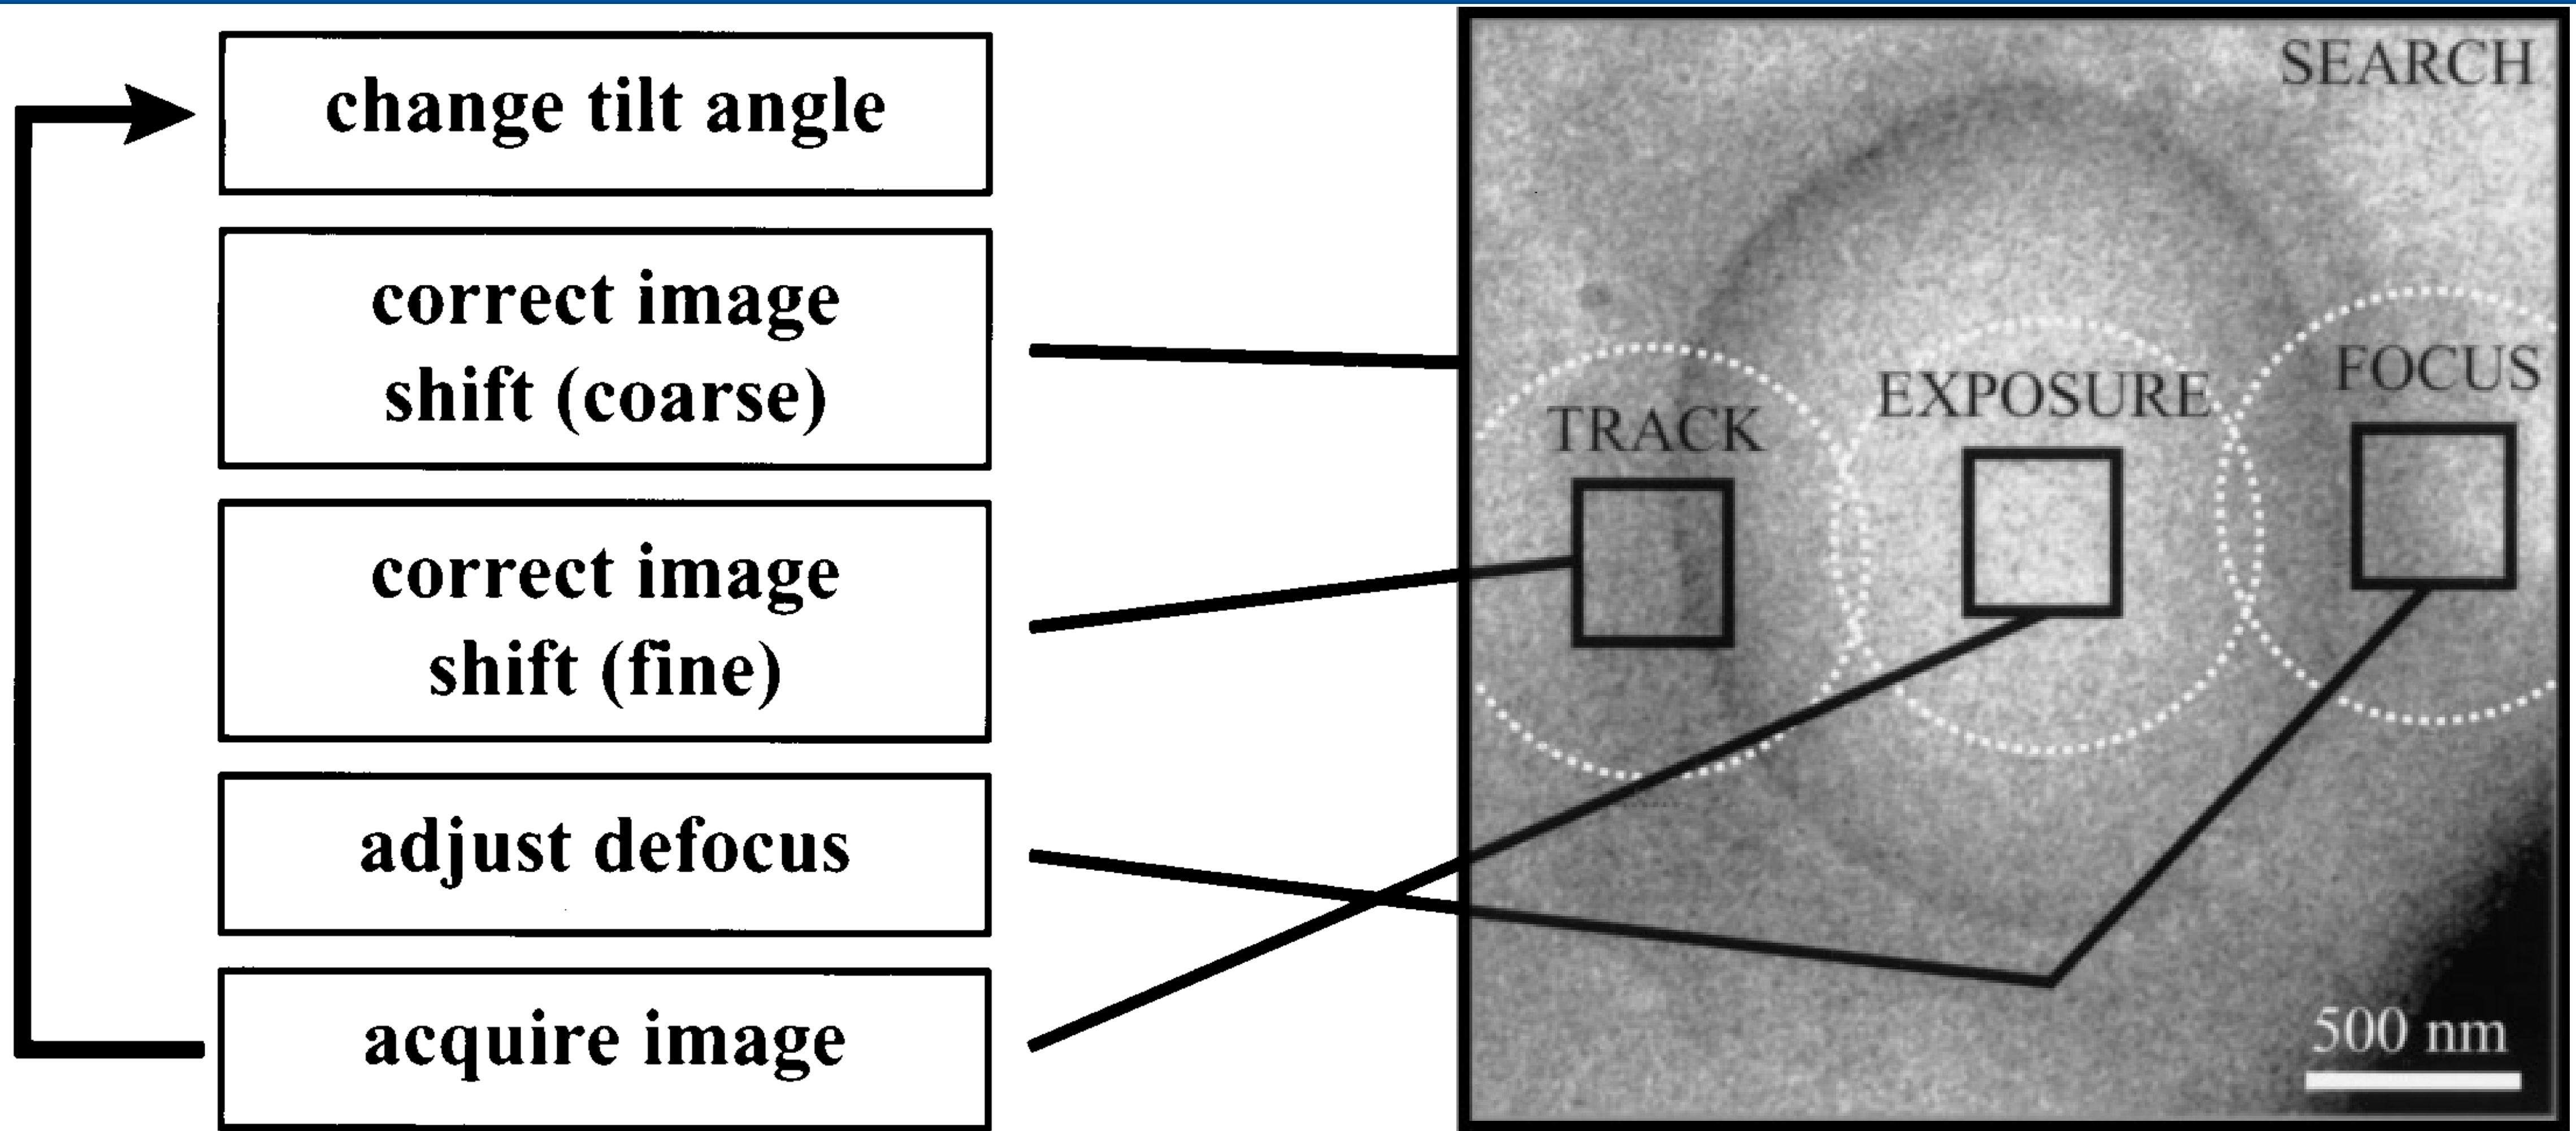 change tilt angle
correct image
shift (coarse)
correct image
shift (fine)
adjust defocus
acquire image
SEARCH
TRACK
EXPOSURE
FOCUS
500 nm